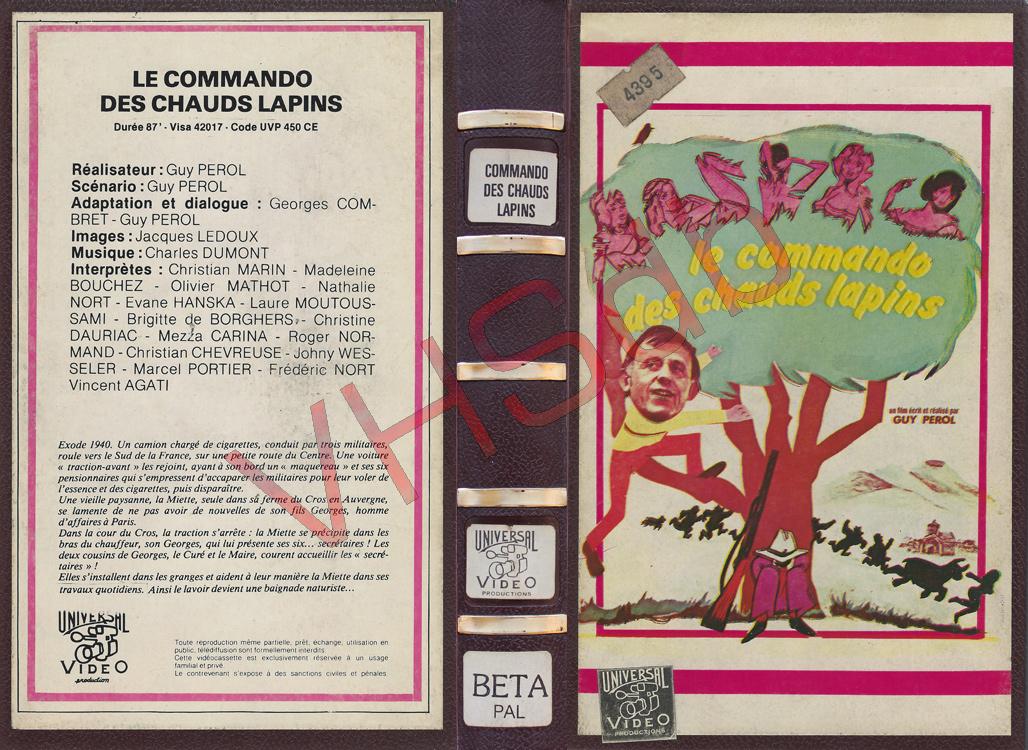 LE COMMANDO
DES CHAUDS LAPINS
Durée 87' - Visa 42017 - Code UVP 450 CE
Réalisateur : Guy PEROL
Scénario : Guy PEROL
Adaptation et dialogue : Georges COM-
BRET - Guy PEROL
Images : Jacques LEDOUX
Musique : Charles DUMONT
Interprètes : Christian MARIN - Madeleine
BOUCHEZ - Olivier MATHOT - Nathalie
NORT - Evane HANSKA - Laure MOUTOUS-
SAMI - Brigitte de BORGHERS - Christine
DAURIAC - Mezza CARINA - Roger NOR-
MAND - Christian CHEVREUSE - Johny WES-
SELER - Marcel PORTIER - Frédéric NORT
Vincent AGATI
Exode 1940. Un camion chargé de cigarettes, conduit par trois militaires,
roule vers le Sud de la France, sur une petite route du Centre. Une voiture
« traction-avant » les rejoint, ayant à son bord un « maquereau » et ses six
pensionnaires qui s'empressent d'accaparer les militaires pour leur voler de
l'essence et des cigarettes, puis disparaître.
Une vieille paysanne, la Miette, seule dans sa ferme du Cros en Auvergne,
se lamente de ne pas avoir de nouvelles de son fils Georges, homme
d'affaires à Paris.
Dans la cour du Cros, la traction s'arrête : la Miette se précipite dans les
bras du chauffeur, son Georges, qui lui présente ses six... secrétaires ! Les
deux cousins de Georges, le Curé et le Maire, courent accueillir les « secré-
taires » !
Elles s'installent dans les granges et aident à leur manière la Miette dans ses
travaux quotidiens. Ainsi le lavoir devient une baignade naturiste...
UNIVERSAL
VIDEO
production
Toute reproduction même partielle, prêt, échange, utilisation en
public, télédiffusion sont formellement interdits.
Cette vidéocassette est exclusivement réservée à un usage
familial et privé.
Le contrevenant s'expose à des sanctions civiles et pénales.
COMMANDO
DES CHAUDS
LAPINS
UNIVERSAL
VIDEO
PRODUCTIONS
BETA
PAL
439 5
le commando
des chauds lapins
un film écrit et réalisé par
GUY PEROL
UNIVERSAL
VIDEO
PRODUCTIONS
VHSdb